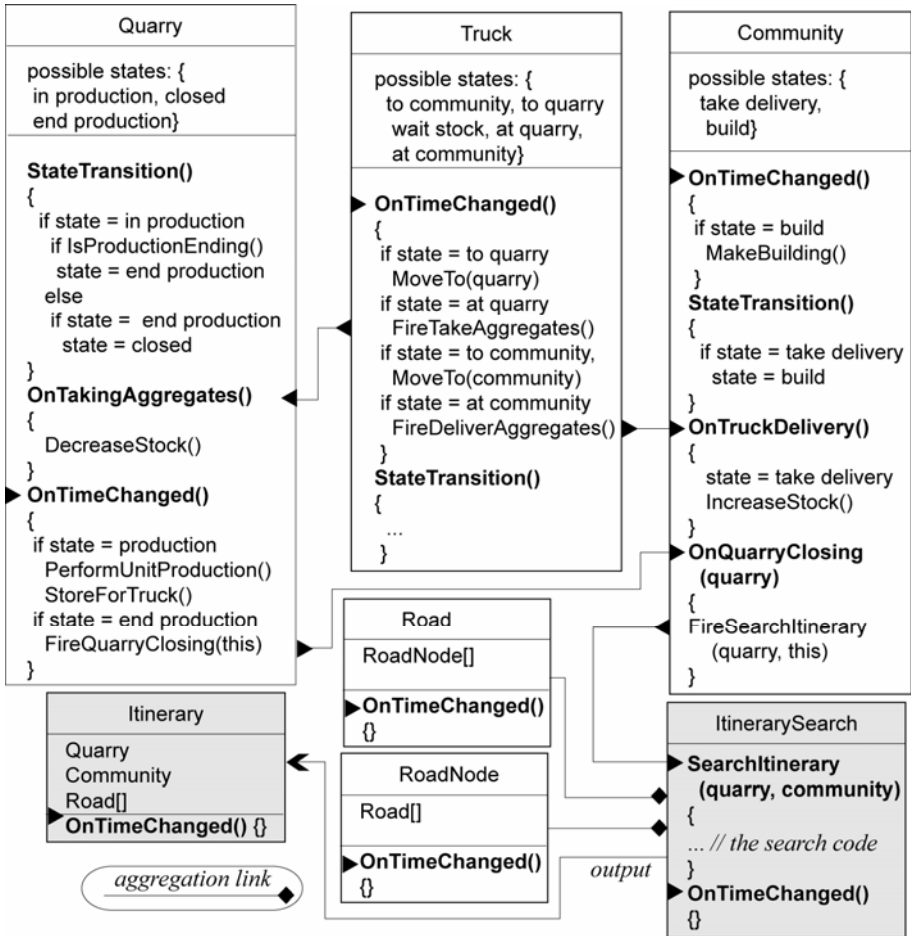 Quarry
possible states: {
in production, closed
end production}
StateTransition()
{
if state = in production
if IsProductionEnding()
state = end production
else
if state = end production
state = closed
}
OnTakingAggregates()
{
DecreaseStock()
}
OnTimeChanged()
{
if state = production
PerformUnitProduction()
StoreForTruck()
if state = end production
FireQuarryClosing(this)
}
Truck
possible states: {
to community, to quarry
wait stock, at quarry,
at community}
OnTimeChanged()
{
if state = to quarry
MoveTo(quarry)
if state = at quarry
FireTakeAggregates()
if state = to community,
MoveTo(community)
if state = at community
FireDeliverAggregates()
}
StateTransition()
{
...
}
Community
possible states: {
take delivery,
build}
OnTimeChanged()
{
if state = build
MakeBuilding()
}
StateTransition()
{
if state = take delivery
state = build
}
OnTruckDelivery()
{
state = take delivery
IncreaseStock()
}
OnQuarryClosing
(quarry)
{
FireSearchItinerary
(quarry, this)
}
Road
RoadNode[]
OnTimeChanged()
{}
Itinerary
Quarry
Community
Road[]
OnTimeChanged() {}
RoadNode
Road[]
OnTimeChanged()
{}
ItinerarySearch
SearchItinerary
(quarry, community)
{
... // the search code
}
OnTimeChanged()
{}
output
aggregation link